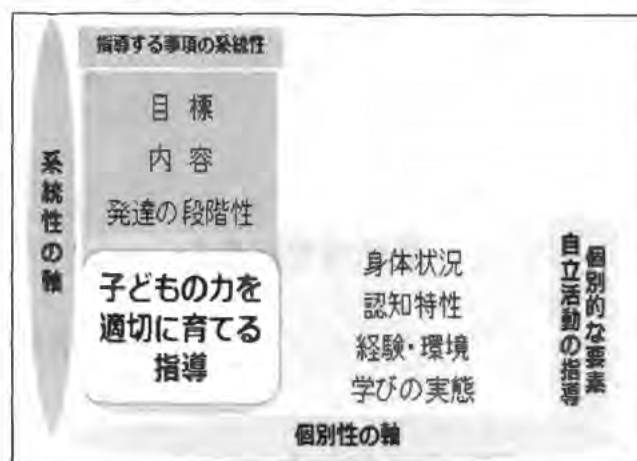 指導する事項の系統性
系統性の軸
目標
内容
発達の段階性
子どもの力を
適切に育てる
指導
身体状況
認知特性
経験・環境
学びの実態
個別的な要素
自立活動の指導
個別性の軸